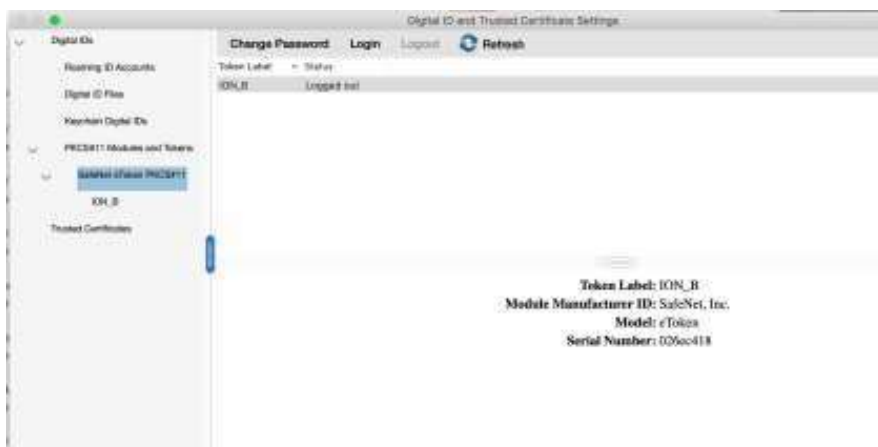 Digital ID and Trusted Certificate Settings
Digital IDs
Roaming ID Accounts
Digital ID Files
Keychain Digital IDs
PKCS#11 Modules and Tokens
SafeNet eToken PKCS#11
ION_B
Trusted Certificates
Change Password Login Logout Refresh
Token Label Status
ION_B Logged out
Token Label: ION_B
Module Manufacturer ID: SafeNet, Inc.
Model: eToken
Serial Number: 026ec418